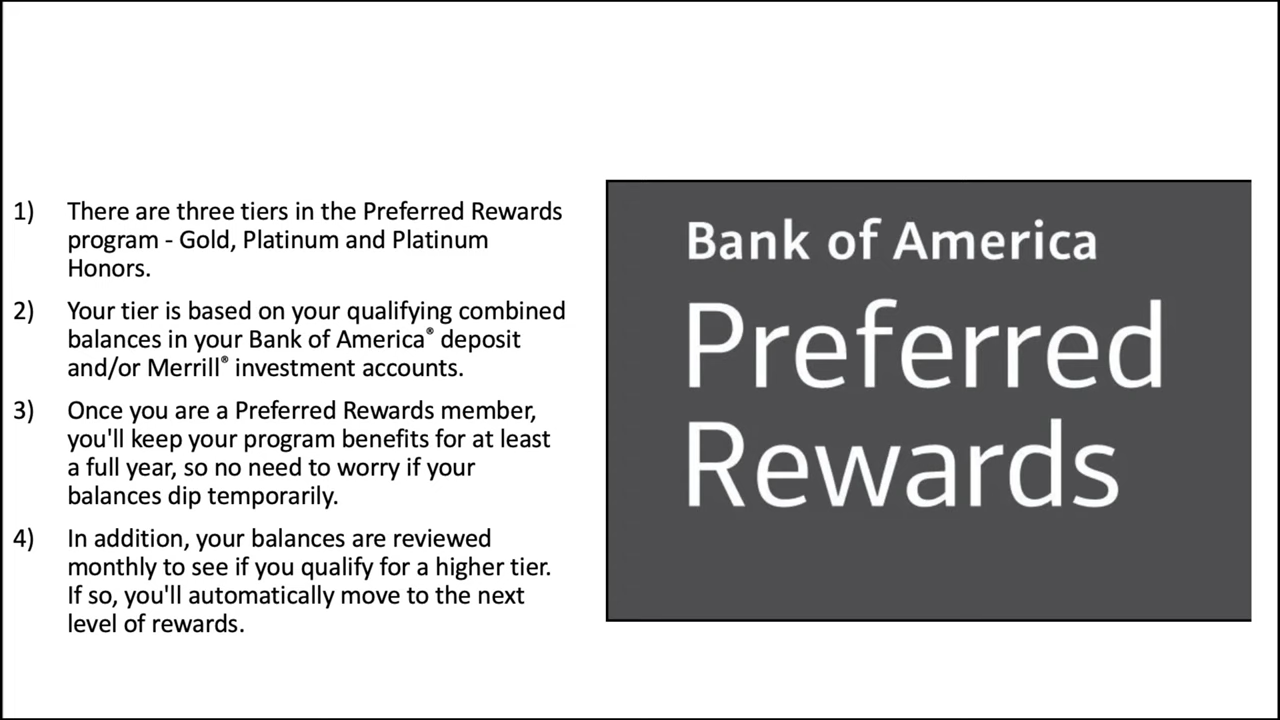 1) There are three tiers in the Preferred Rewards
program - Gold, Platinum and Platinum
Honors.
2) Your tier is based on your qualifying combined
balances in your Bank of America® deposit
and/or Merrill® investment accounts.
3) Once you are a Preferred Rewards member,
you'll keep your program benefits for at least
a full year, so no need to worry if your
balances dip temporarily.
4) In addition, your balances are reviewed
monthly to see if you qualify for a higher tier.
If so, you'll automatically move to the next
level of rewards.
Bank of America
Preferred
Rewards